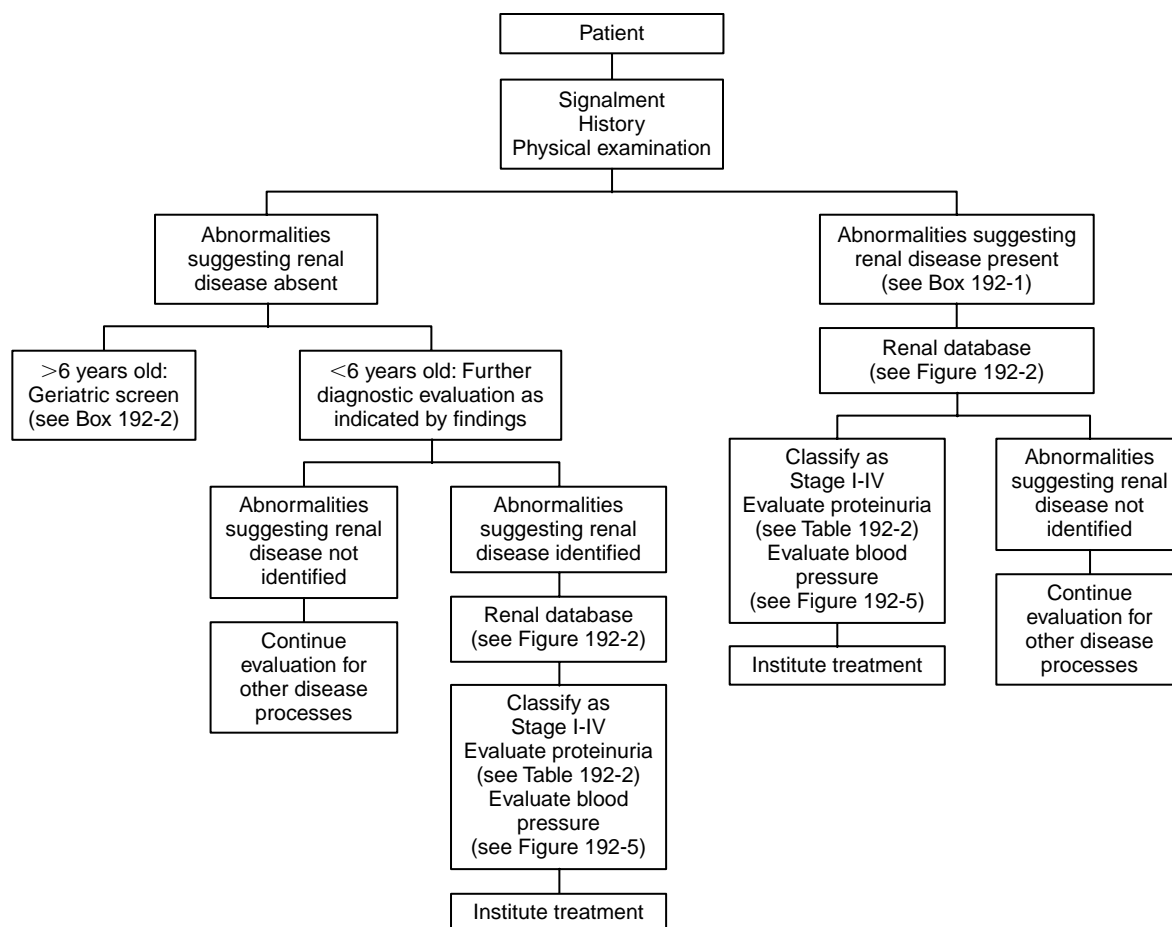 Patient
Signalment
History
Physical examination
Abnormalities
suggesting renal
disease absent
Abnormalities suggesting
renal disease present
(see Box 192-1)
>6 years old:
Geriatric screen
(see Box 192-2)
<6 years old: Further
diagnostic evaluation as
indicated by findings
Renal database
(see Figure 192-2)
Abnormalities
suggesting renal
disease not
identified
Abnormalities
suggesting renal
disease identified
Classify as
Stage I-IV
Evaluate proteinuria
(see Table 192-2)
Evaluate blood
pressure
(see Figure 192-5)
Abnormalities
suggesting renal
disease not
identified
Continue
evaluation for
other disease
processes
Renal database
(see Figure 192-2)
Institute treatment
Continue
evaluation for
other disease
processes
Classify as
Stage I-IV
Evaluate proteinuria
(see Table 192-2)
Evaluate blood
pressure
(see Figure 192-5)
Institute treatment